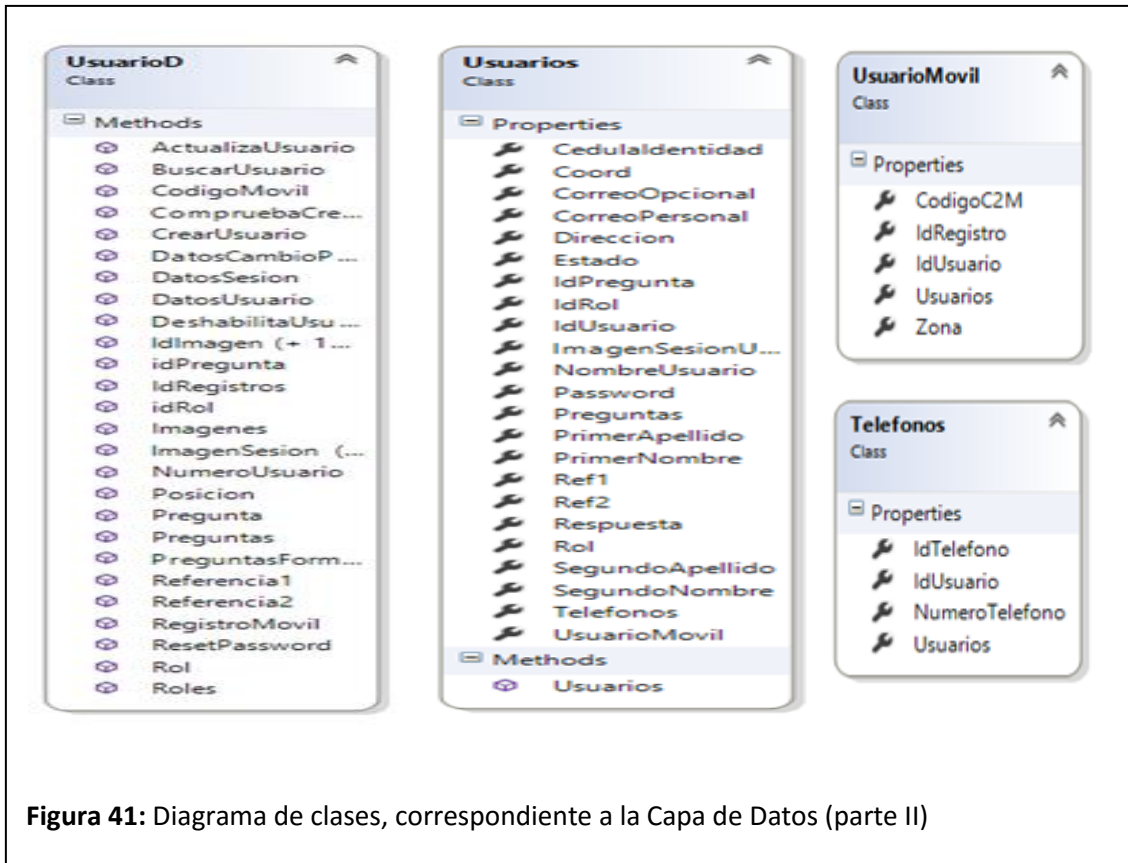 UsuarioD
Class
Methods
ActualizaUsuario
BuscarUsuario
CodigoMovil
CompruebaCre...
CrearUsuario
DatosCambioP...
DatosSesion
DatosUsuario
DeshabilitaUsu...
IdImagen (+ 1...
idPregunta
IdRegistros
idRol
Imagenes
ImagenSesion (...
NumeroUsuario
Posicion
Pregunta
Preguntas
PreguntasForm...
Referencia1
Referencia2
RegistroMovil
ResetPassword
Rol
Roles
Usuarios
Class
Properties
CedulaIdentidad
Coord
CorreoOpcional
CorreoPersonal
Direccion
Estado
IdPregunta
IdRol
IdUsuario
ImagenSesionU...
NombreUsuario
Password
Preguntas
PrimerApellido
PrimerNombre
Ref1
Ref2
Respuesta
Rol
SegundoApellido
SegundoNombre
Telefonos
UsuarioMovil
Methods
Usuarios
UsuarioMovil
Class
Properties
CodigoC2M
IdRegistro
IdUsuario
Usuarios
Zona
Telefonos
Class
Properties
IdTelefono
IdUsuario
NumeroTelefono
Usuarios
Figura 41: Diagrama de clases, correspondiente a la Capa de Datos (parte II)